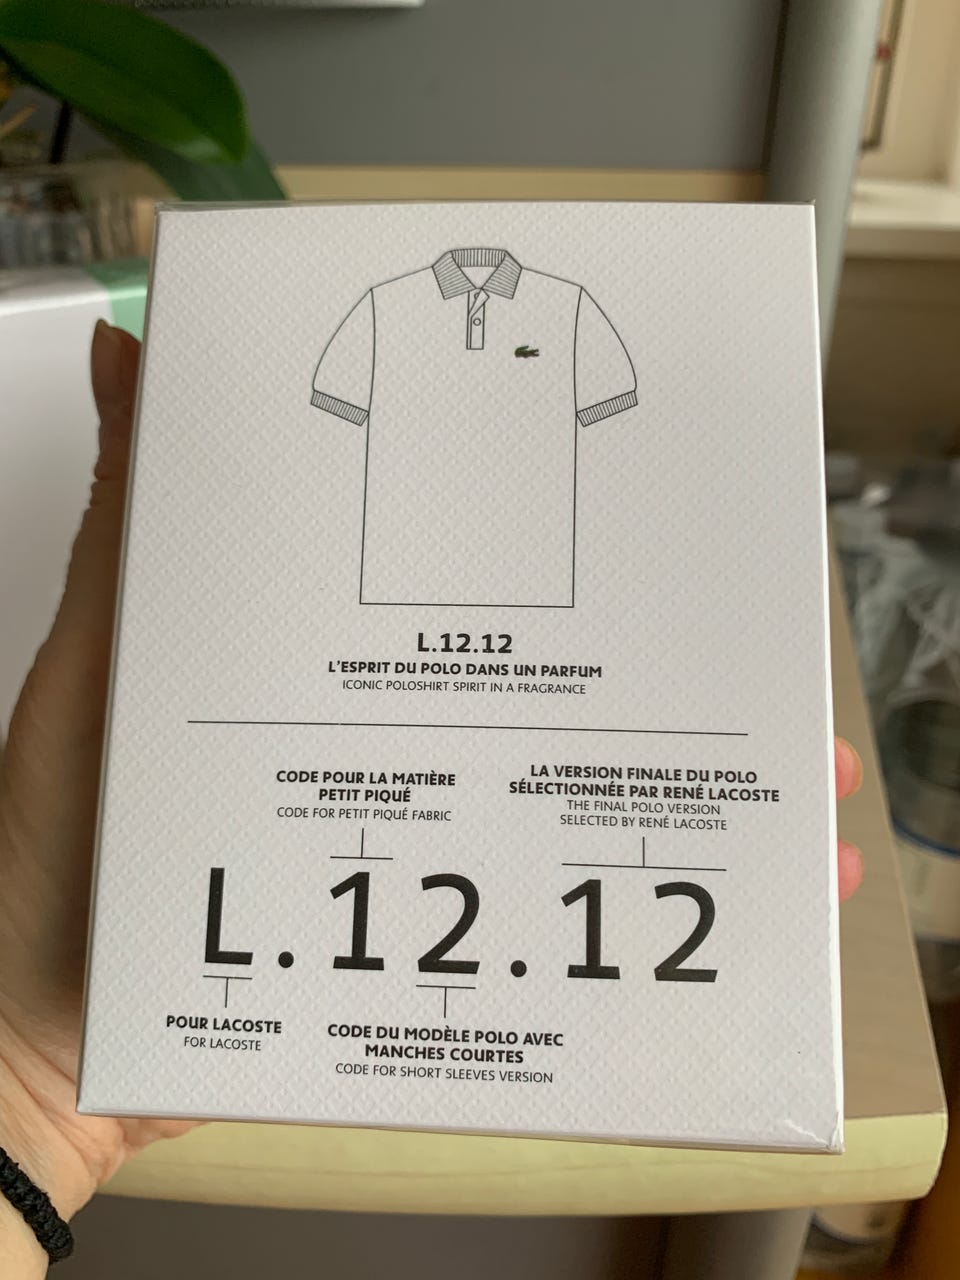 L.12.12
L'ESPRIT DU POLO DANS UN PARFUM
ICONIC POLOSHIRT SPIRIT IN A FRAGRANCE
CODE POUR LA MATIÈRE
PETIT PIQUÉ
CODE FOR PETIT PIQUÉ FABRIC
LA VERSION FINALE DU POLO
SÉLECTIONNÉE PAR RENÉ LACOSTE
THE FINAL POLO VERSION
SELECTED BY RENÉ LACOSTE
L.12.12
POUR LACOSTE
FOR LACOSTE
CODE DU MODÈLE POLO AVEC
MANCHES COURTES
CODE FOR SHORT SLEEVES VERSION